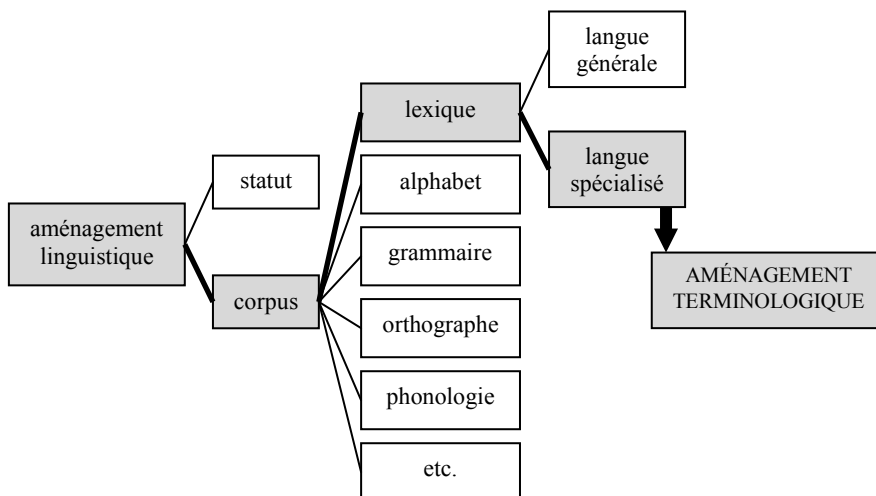 langue
générale
lexique
langue
spécialisé
statut
alphabet
aménagement
linguistique
grammaire
AMÉNAGEMENT
TERMINOLOGIQUE
corpus
orthographe
phonologie
etc.